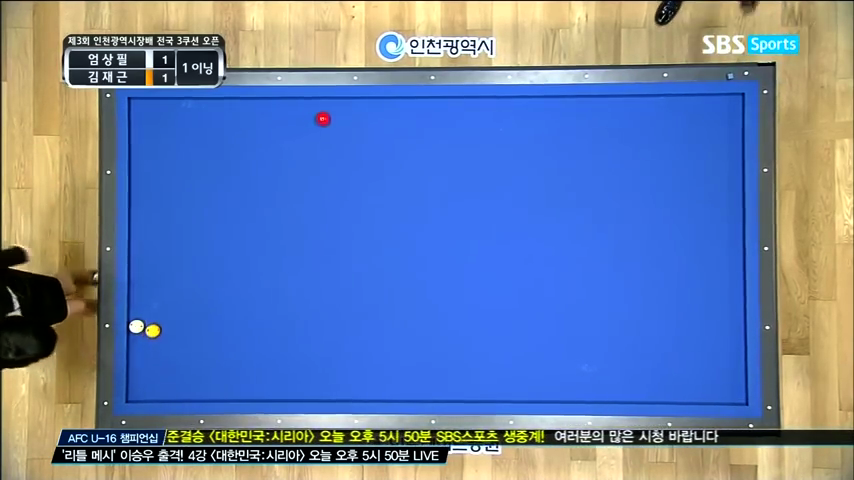 제3회 인천광역시장배 전국 3쿠션 오픈
엄상필 1
김재근 1
1 이닝
인천광역시
SBS Sports
AFC U-16 챔피언십
준결승 <대한민국:시리아> 오늘 오후 5시 50분 SBS스포츠 생중계! 여러분의 많은 시청 바랍니다
'리틀 메시' 이승우 출격! 4강 <대한민국:시리아> 오늘 오후 5시 50분 LIVE